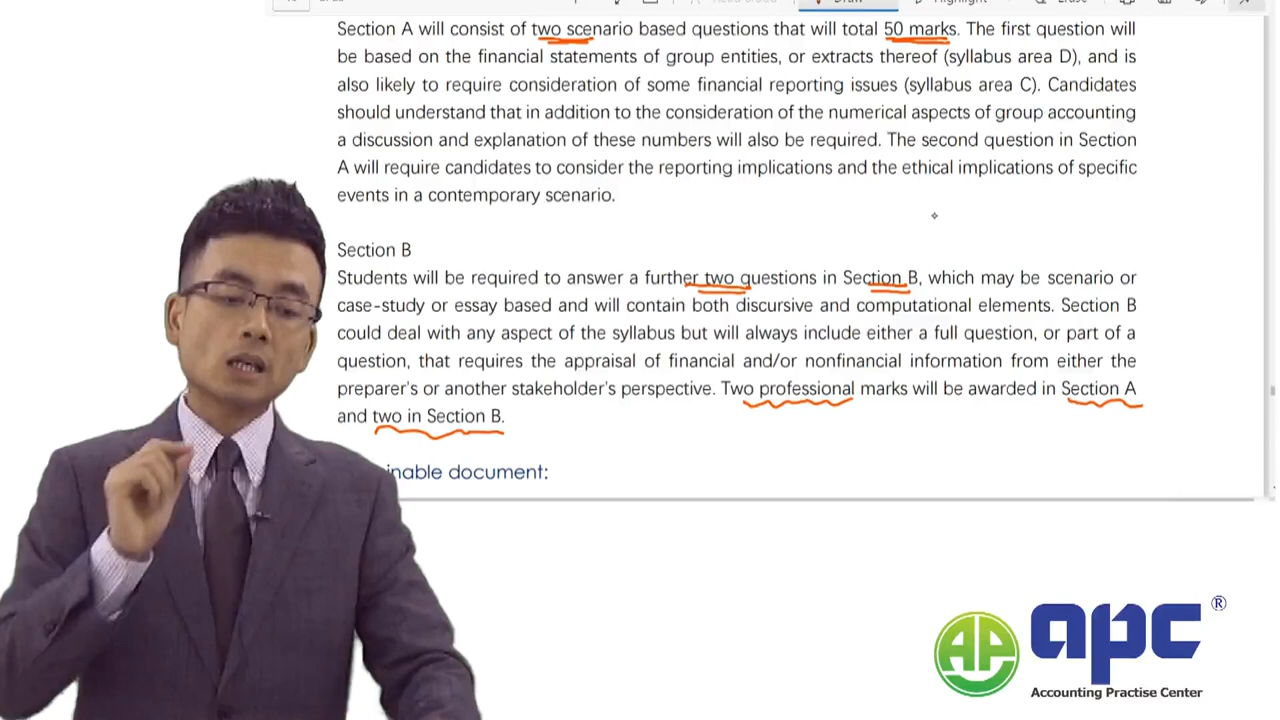 Draw
Highlight
Erase
Section A will consist of two scenario based questions that will total 50 marks. The first question will
be based on the financial statements of group entities, or extracts thereof (syllabus area D), and is
also likely to require consideration of some financial reporting issues (syllabus area C). Candidates
should understand that in addition to the consideration of the numerical aspects of group accounting
a discussion and explanation of these numbers will also be required. The second question in Section
A will require candidates to consider the reporting implications and the ethical implications of specific
events in a contemporary scenario.
Section B
Students will be required to answer a further two questions in Section B, which may be scenario or
case-study or essay based and will contain both discursive and computational elements. Section B
could deal with any aspect of the syllabus but will always include either a full question, or part of a
question, that requires the appraisal of financial and/or nonfinancial information from either the
preparer's or another stakeholder's perspective. Two professional marks will be awarded in Section A
and two in Section B.
inable document:
AP
apc®
Accounting Practise Center